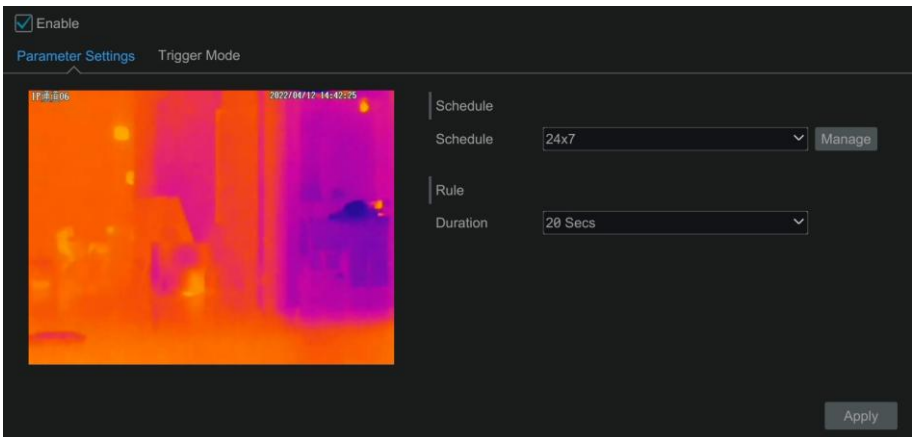 Enable
Parameter Settings Trigger Mode
2022/04/12 14:42:25
Schedule
Schedule 24x7 Manage
Rule
Duration 20 Secs
Apply